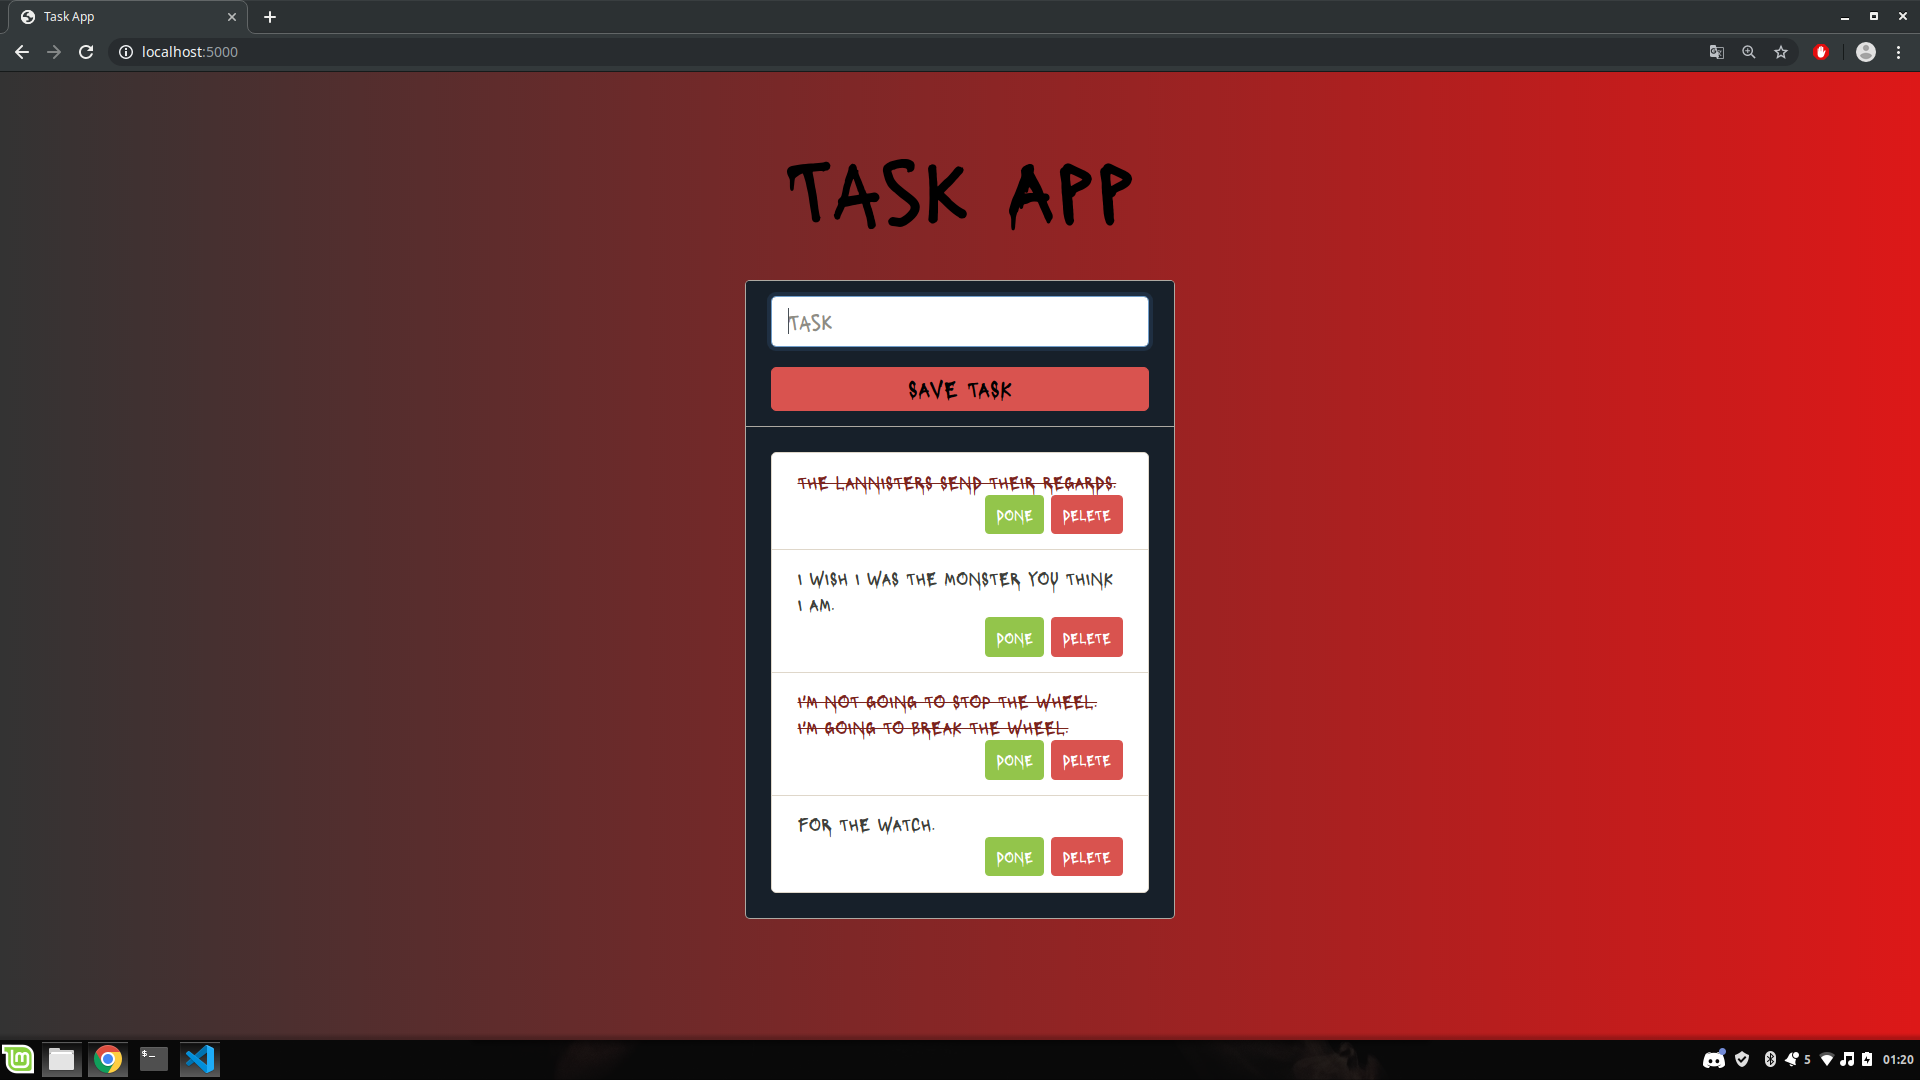 Task App
localhost:5000
TASK APP
TASK
SAVE TASK
THE LANNISTERS SEND THEIR REGARDS.
DONE DELETE
I WISH I WAS THE MONSTER YOU THINK
I AM.
DONE DELETE
I'M NOT GOING TO STOP THE WHEEL.
I'M GOING TO BREAK THE WHEEL.
DONE DELETE
FOR THE WATCH.
DONE DELETE
5 01:20